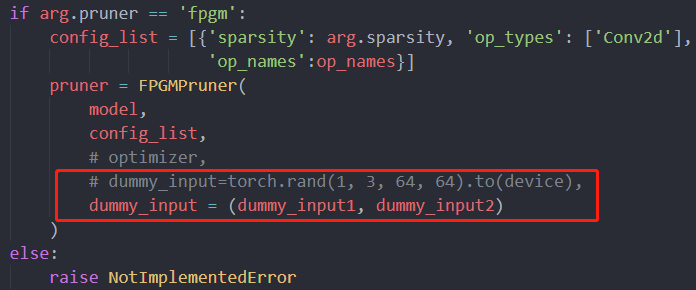 if arg.pruner == 'fpgm':
    config_list = [{'sparsity': arg.sparsity, 'op_types': ['Conv2d'],
                    'op_names':op_names}]
    pruner = FPGMPruner(
        model,
        config_list,
        # optimizer,
        # dummy_input=torch.rand(1, 3, 64, 64).to(device),
        dummy_input = (dummy_input1, dummy_input2)
    )
else:
    raise NotImplementedError